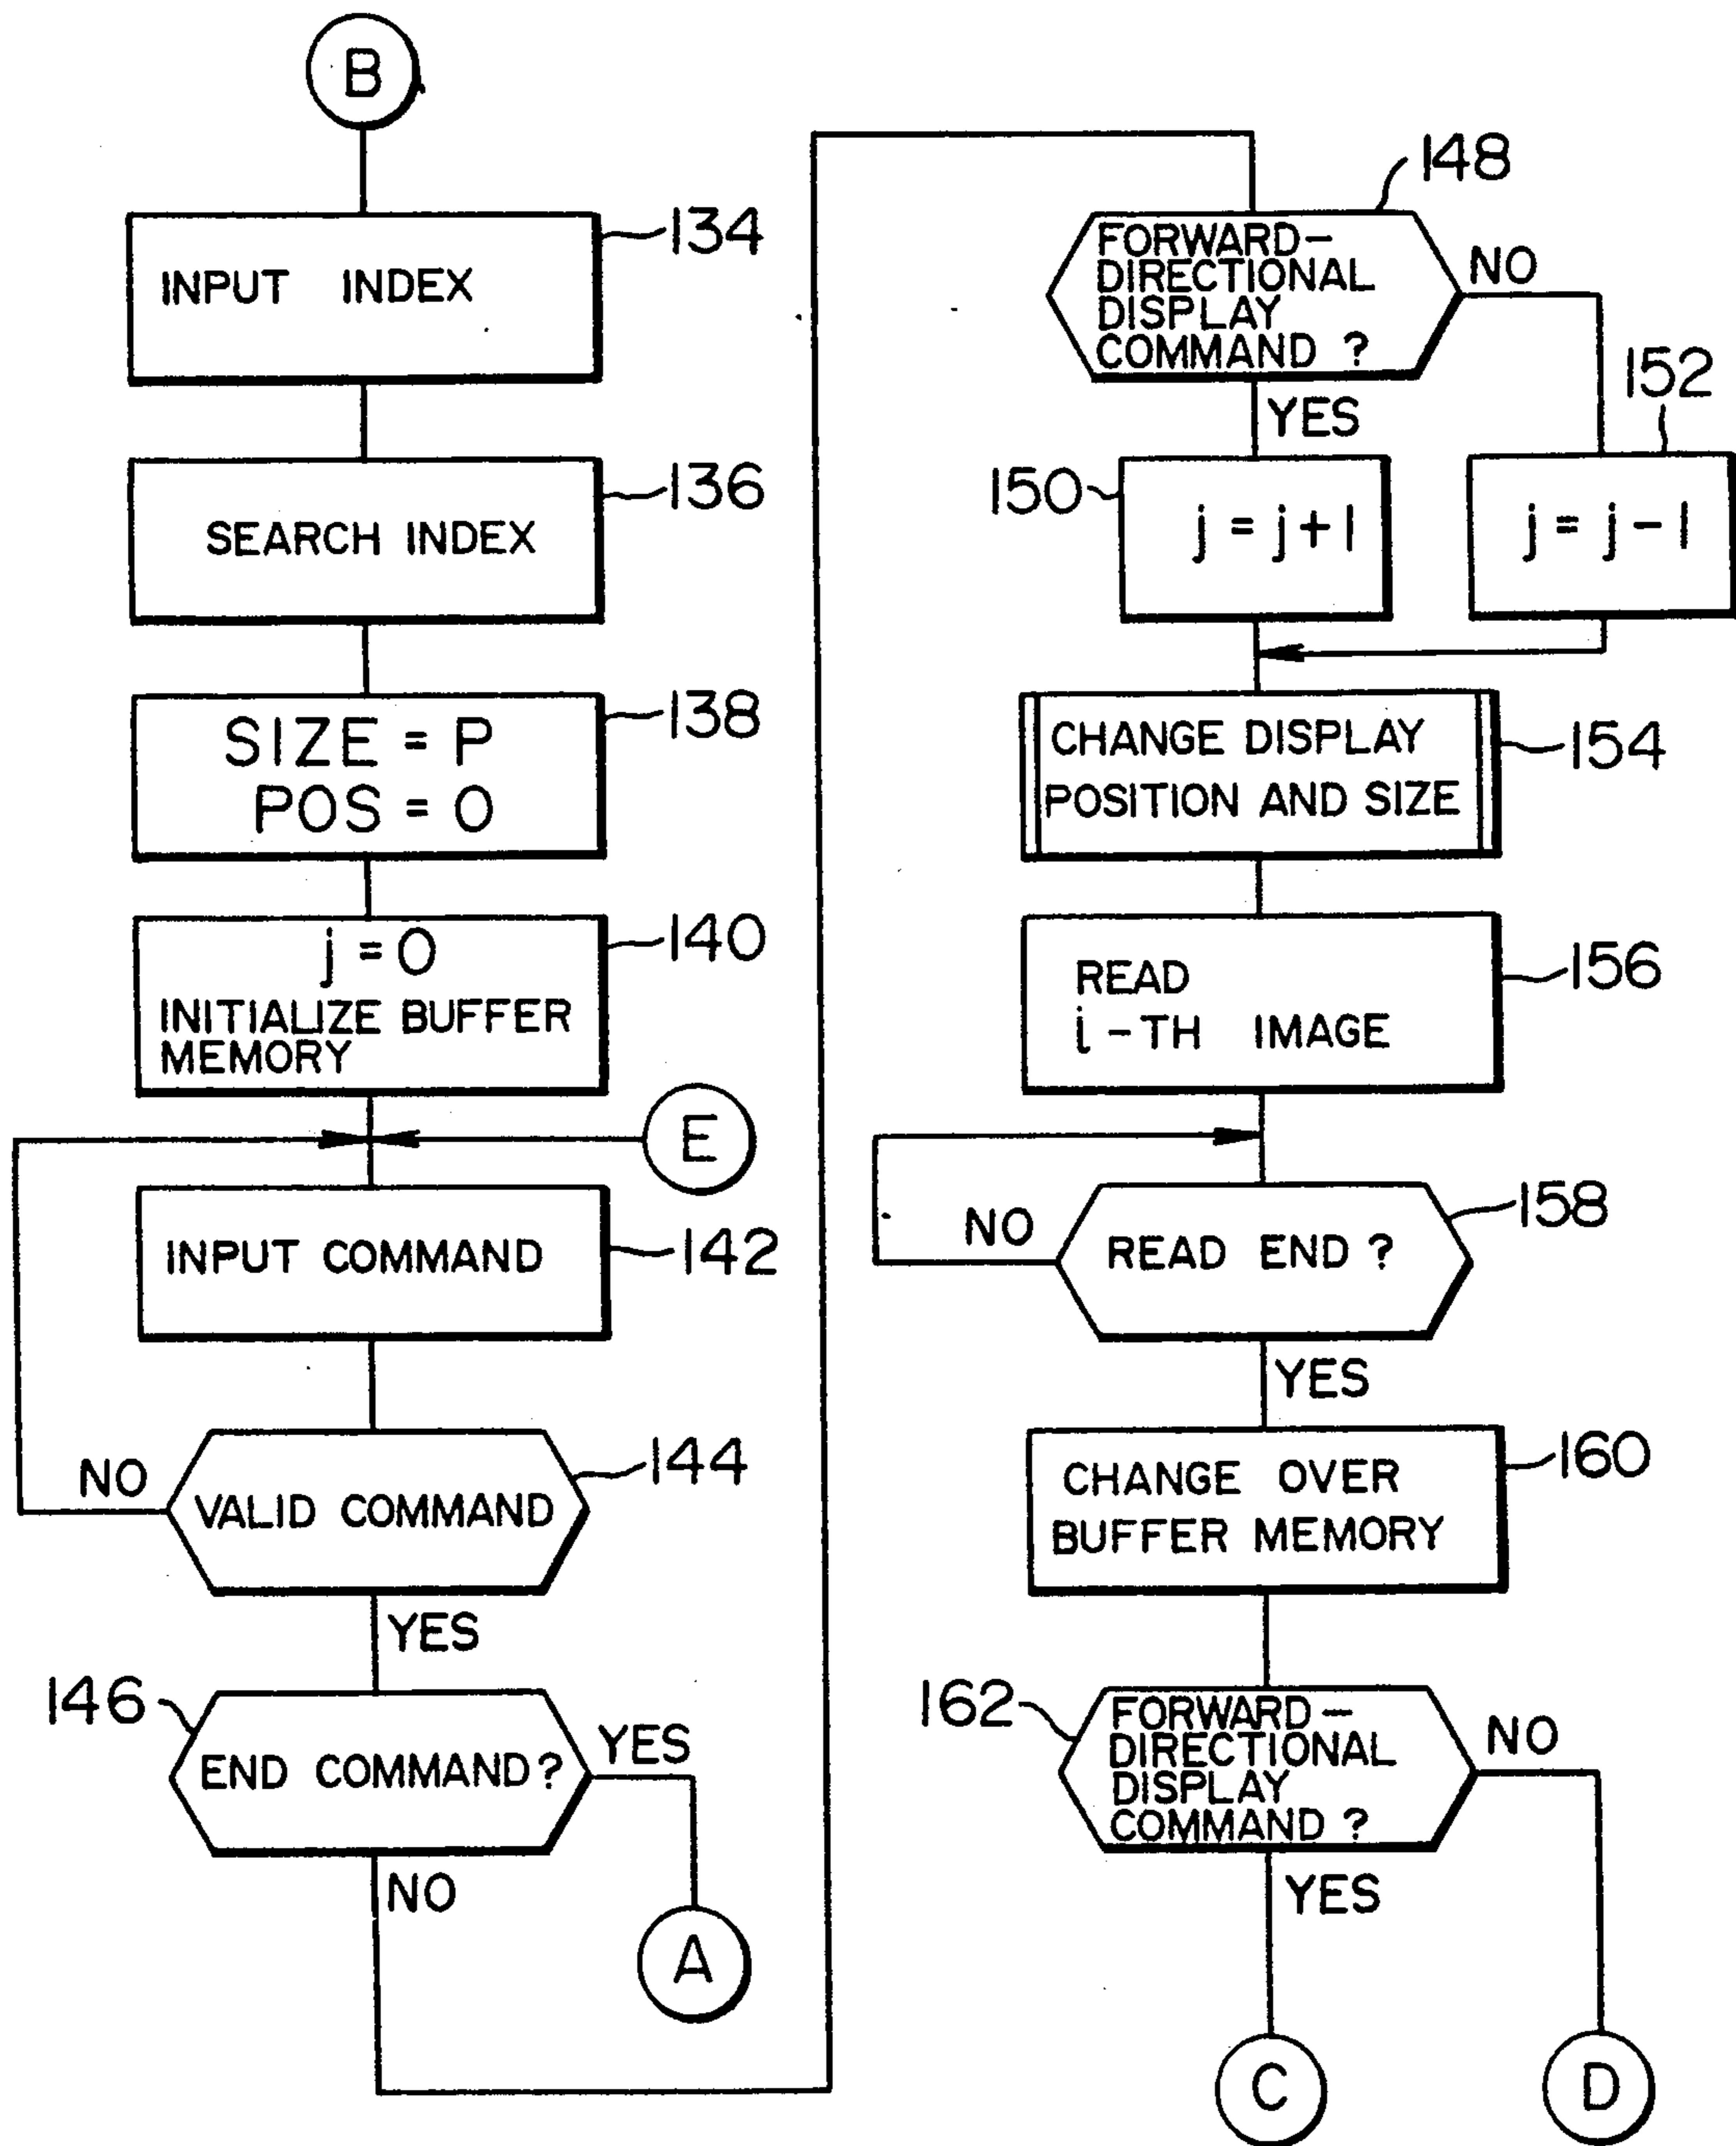 B
INPUT INDEX
134
SEARCH INDEX
136
SIZE = P
POS = 0
138
j = 0
INITIALIZE BUFFER
MEMORY
140
E
INPUT COMMAND
142
NO
VALID COMMAND
144
YES
146
END COMMAND?
YES
NO
A
148
FORWARD-
DIRECTIONAL
DISPLAY
COMMAND ?
NO
YES
150
j = j+1
152
j = j-1
CHANGE DISPLAY
POSITION AND SIZE
154
READ
i-TH IMAGE
156
NO
READ END ?
158
YES
CHANGE OVER
BUFFER MEMORY
160
162
FORWARD-
DIRECTIONAL
DISPLAY
COMMAND ?
NO
YES
C
D